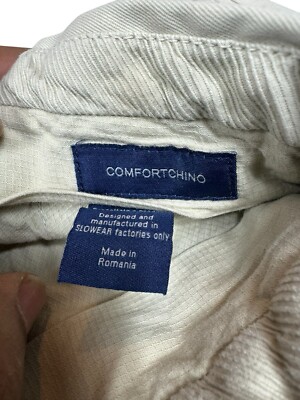 COMFORTCHINO
Designed and
manufactured in
SLOWEAR factories only
Made in
Romania